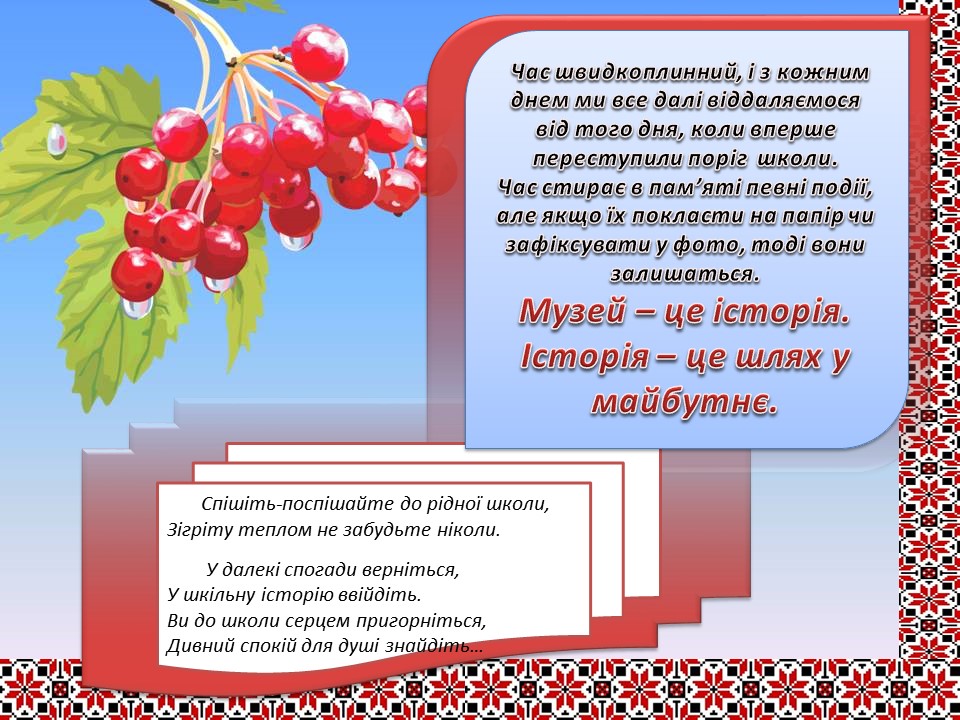 Час швидкоплинний, і з кожним
днем ми все далі віддаляємося
від того дня, коли вперше
переступили поріг школи.
Час стирає в пам’яті певні події,
але якщо їх покласти на папір чи
зафіксувати у фото, тоді вони
залишаться.
Музей – це історія.
Історія – це шлях у
майбутнє.
Спішіть-поспішайте до рідної школи,
Зігріту теплом не забудьте ніколи.
У далекі спогади верніться,
У шкільну історію ввійдіть.
Ви до школи серцем пригорніться,
Дивний спокій для душі знайдіть…